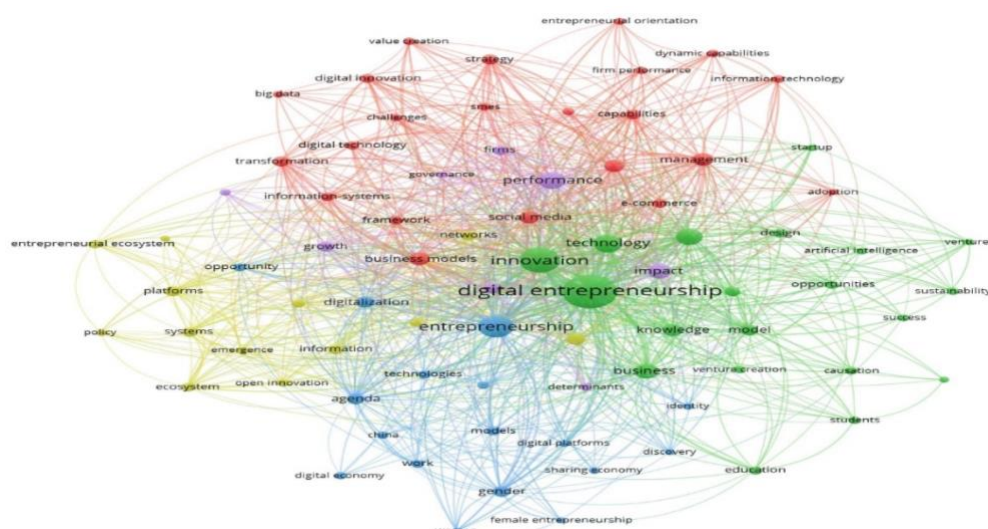 entrepreneurial orientation
value creation
dynamic capabilities
strategy
digital innovation
firm performance
information technology
big data
smes
challenges
capabilities
digital technology
firms
startup
transformation
management
governance
performance
information-systems
adoption
e-commerce
framework
social media
networks
design
entrepreneurial ecosystem
growth
technology
artificial intelligence
venture
business models
innovation
opportunity
impact
platforms
digital entrepreneurship
opportunities
sustainability
digitalization
policy
systems
entrepreneurship
knowledge
model
success
emergence
information
technologies
business
venture creation
causation
ecosystem
open innovation
determinants
agenda
identity
students
china
models
digital platforms
discovery
work
digital economy
sharing economy
education
gender
female entrepreneurship